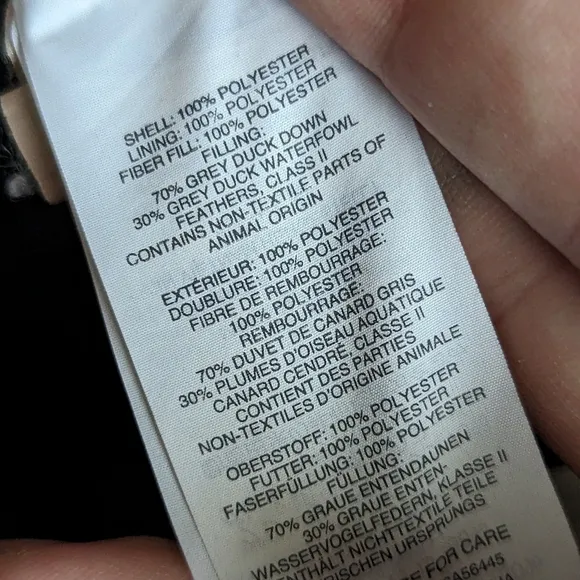 SHELL: 100% POLYESTER
LINING: 100% POLYESTER
FIBER FILL: 100% POLYESTER
FILLING:
70% GREY DUCK DOWN
30% GREY DUCK WATERFOWL
FEATHERS, CLASS II
CONTAINS NON-TEXTILE PARTS OF
ANIMAL ORIGIN
EXTÉRIEUR: 100% POLYESTER
DOUBLURE: 100% POLYESTER
FIBRE DE REMBOURRAGE:
100% POLYESTER
REMBOURRAGE:
70% DUVET DE CANARD GRIS
30% PLUMES D'OISEAU AQUATIQUE
CANARD CENDRÉ, CLASSE II
CONTIENT DES PARTIES
NON-TEXTILES D'ORIGINE ANIMALE
OBERSTOFF: 100% POLYESTER
FUTTER: 100% POLYESTER
FASERFÜLLUNG: 100% POLYESTER
FÜLLUNG:
70% GRAUE ENTENDAUNEN
30% GRAUE ENTEN-
WASSERVOGELFEDERN, KLASSE II
ENTHÄLT NICHTTEXTILE TEILE
URSPRUNGS
FOR CARE
156445